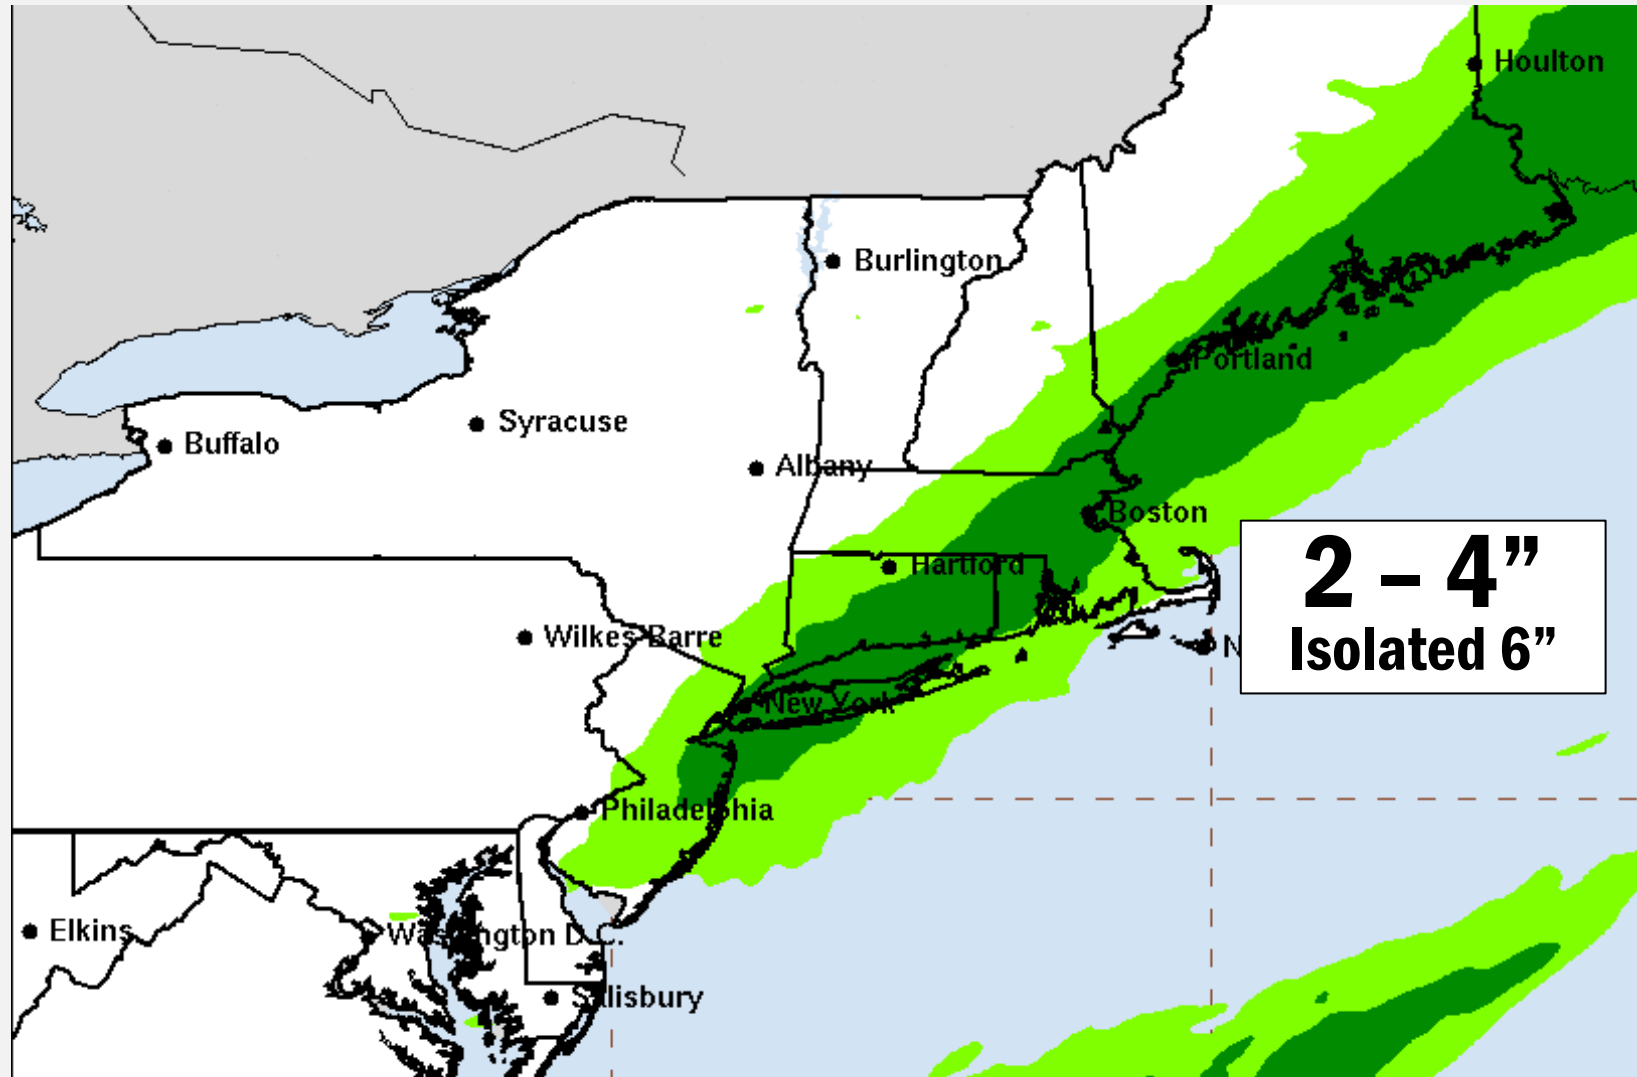 Houlton
Burlington
Portland
Syracuse
Buffalo
Albany
Boston
2 – 4”
Isolated 6”
Hartford
Wilkes Barre
N
New York
Philadelphia
Elkins
Washington D.C.
Salisbury